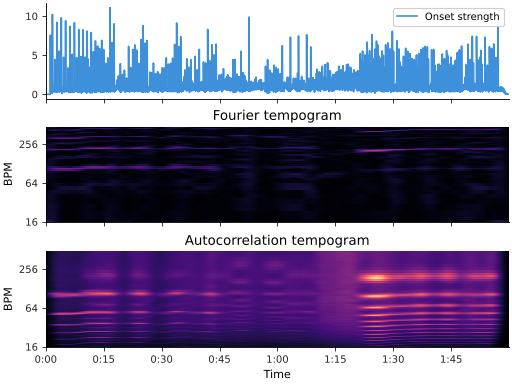 10
5
0
Onset strength
Fourier tempogram
256
64
16
BPM
Autocorrelation tempogram
256
64
16
BPM
0:00 0:15 0:30 0:45 1:00 1:15 1:30 1:45
Time